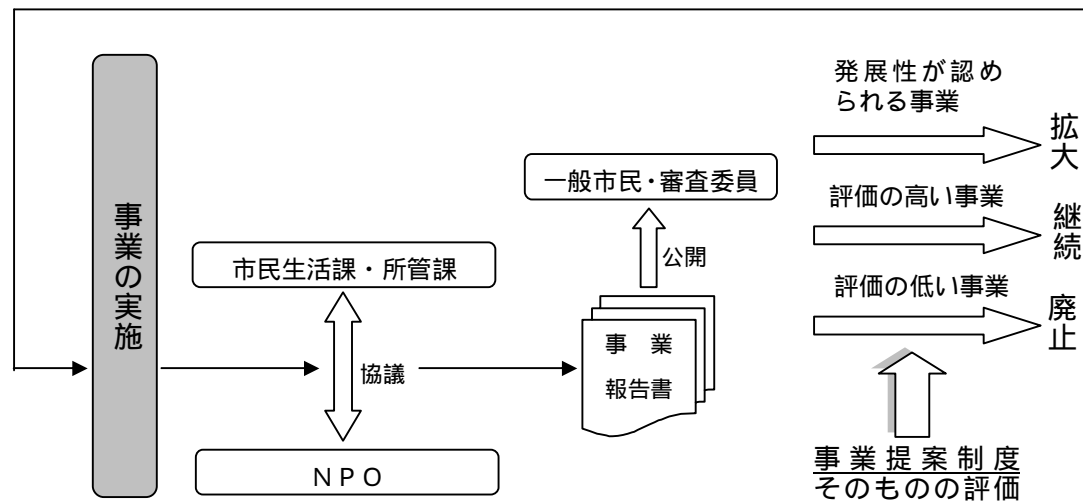 事業の実施
市民生活課・所管課
協議
NPO
一般市民・審査委員
公開
事 業
報告書
発展性が認め
られる事業
拡大
評価の高い事業
継続
評価の低い事業
廃止
事業提案制度
そのものの評価